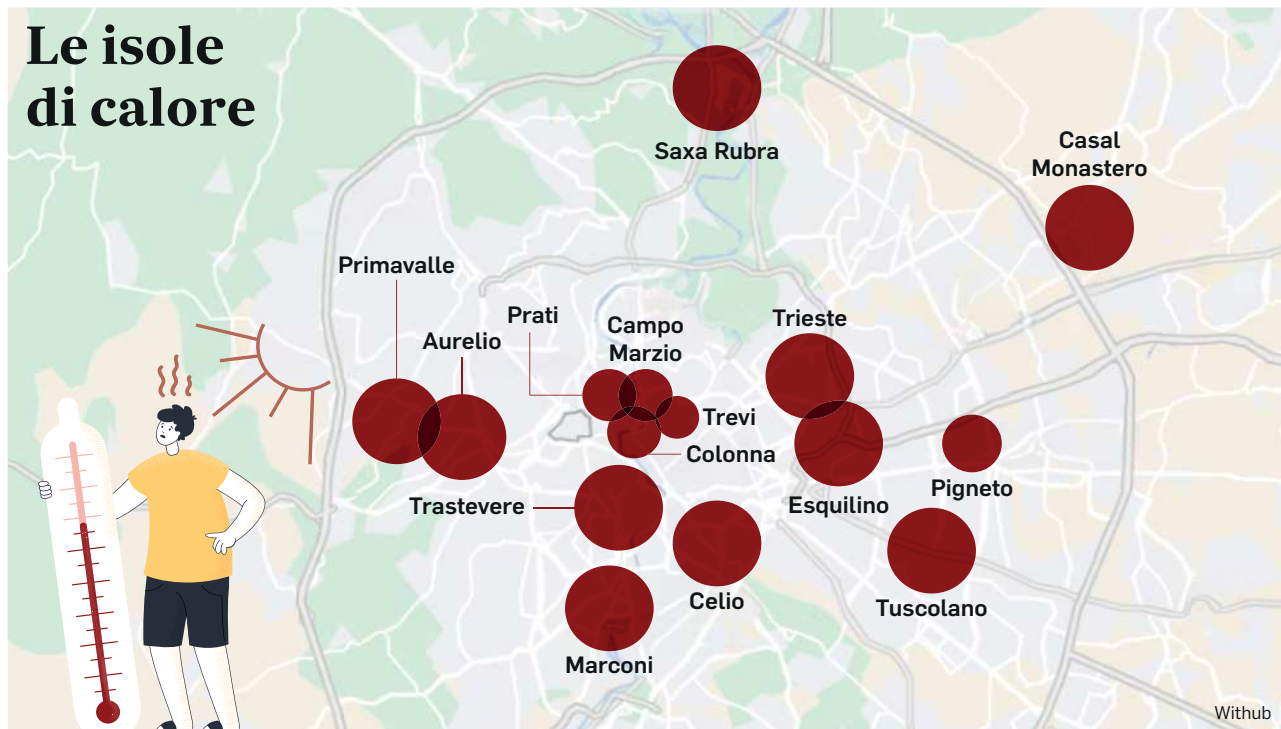 Le isole
di calore
Saxa Rubra
Casal
Monastero
Primavalle
Aurelio
Prati
Campo
Marzio
Trieste
Trevi
Colonna
Trastevere
Esquilino
Pigneto
Celio
Tuscolano
Marconi
Withub